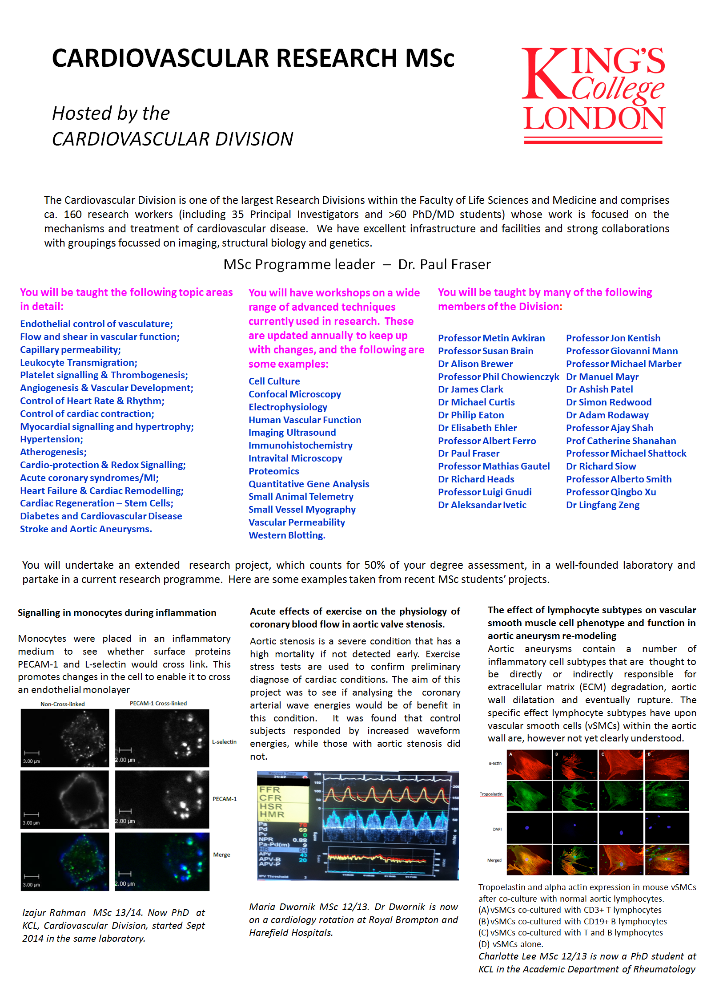 CARDIOVASCULAR RESEARCH MSc
KING'S
College
LONDON
Hosted by the
CARDIOVASCULAR DIVISION
The Cardiovascular Division is one of the largest Research Divisions within the Faculty of Life Sciences and Medicine and comprises
ca. 160 research workers (including 35 Principal Investigators and >60 PhD/MD students) whose work is focused on the
mechanisms and treatment of cardiovascular disease. We have excellent infrastructure and facilities and strong collaborations
with groupings focussed on imaging, structural biology and genetics.
MSc Programme leader – Dr. Paul Fraser
You will be taught the following topic areas
in detail:
Endothelial control of vasculature;
Flow and shear in vascular function;
Capillary permeability;
Leukocyte Transmigration;
Platelet signalling & Thrombogenesis;
Angiogenesis & Vascular Development;
Control of Heart Rate & Rhythm;
Control of cardiac contraction;
Myocardial signalling and hypertrophy;
Hypertension;
Atherogenesis;
Cardio-protection & Redox Signalling;
Acute coronary syndromes/MI;
Heart Failure & Cardiac Remodelling;
Cardiac Regeneration – Stem Cells;
Diabetes and Cardiovascular Disease
Stroke and Aortic Aneurysms.
You will have workshops on a wide
range of advanced techniques
currently used in research. These
are updated annually to keep up
with changes, and the following are
some examples:
Cell Culture
Confocal Microscopy
Electrophysiology
Human Vascular Function
Imaging Ultrasound
Immunohistochemistry
Intravital Microscopy
Proteomics
Quantitative Gene Analysis
Small Animal Telemetry
Small Vessel Myography
Vascular Permeability
Western Blotting.
You will be taught by many of the following
members of the Division:
Professor Metin Avkiran
Professor Susan Brain
Dr Alison Brewer
Professor Phil Chowienczyk
Dr James Clark
Dr Michael Curtis
Dr Philip Eaton
Dr Elisabeth Ehler
Professor Albert Ferro
Dr Paul Fraser
Professor Mathias Gautel
Dr Richard Heads
Professor Luigi Gnudi
Dr Aleksandar Ivetic
Professor Jon Kentish
Professor Giovanni Mann
Professor Michael Marber
Dr Manuel Mayr
Dr Ashish Patel
Dr Simon Redwood
Dr Adam Rodaway
Professor Ajay Shah
Prof Catherine Shanahan
Professor Michael Shattock
Dr Richard Siow
Professor Alberto Smith
Professor Qingbo Xu
Dr Lingfang Zeng
You will undertake an extended research project, which counts for 50% of your degree assessment, in a well-founded laboratory and
partake in a current research programme. Here are some examples taken from recent MSc students' projects.
Signalling in monocytes during inflammation
Monocytes were placed in an inflammatory
medium to see whether surface proteins
PECAM-1 and L-selectin would cross link. This
promotes changes in the cell to enable it to cross
an endothelial monolayer
Non-Cross-linked
PECAM-1 Cross-linked
3.00 µm
2.00 µm
L-selectin
3.00 µm
2.00 µm
PECAM-1
3.00 µm
2.00 µm
Merge
Izajur Rahman MSc 13/14. Now PhD at
KCL, Cardiovascular Division, started Sept
2014 in the same laboratory.
Acute effects of exercise on the physiology of
coronary blood flow in aortic valve stenosis.
Aortic stenosis is a severe condition that has a
high mortality if not detected early. Exercise
stress tests are used to confirm preliminary
diagnose of cardiac conditions. The aim of this
project was to see if analysing the coronary
arterial wave energies would be of benefit in
this condition. It was found that control
subjects responded by increased waveform
energies, while those with aortic stenosis did
not.
Record Time
21:42
FFR
CFR
HSR
HMR
I.V.
Pa 78
Pd 69
Pv 0
NPR 0.88
Pa-Pd(m) 9
HR 84
APV 43
APV-B 20
APV-P
IPV Threshold 2
200
150
100
50
0
mmHg
200
150
100
50
0
cm/sec
mmHg
cm/sec
Maria Dwornik MSc 12/13. Dr Dwornik is now
on a cardiology rotation at Royal Brompton and
Harefield Hospitals.
The effect of lymphocyte subtypes on vascular
smooth muscle cell phenotype and function in
aortic aneurysm re-modeling
Aortic aneurysms contain a number of
inflammatory cell subtypes that are thought to
be directly or indirectly responsible for
extracellular matrix (ECM) degradation, aortic
wall dilatation and eventually rupture. The
specific effect lymphocyte subtypes have upon
vascular smooth cells (vSMCs) within the aortic
wall are, however not yet clearly understood.
A
B
C
D
α-actin
Tropoelastin
DAPI
Merged
Tropoelastin and alpha actin expression in mouse vSMCs
after co-culture with normal aortic lymphocytes.
(A) vSMCs co-cultured with CD3+ T lymphocytes
(B) vSMCs co-cultured with CD19+ B lymphocytes
(C) vSMCs co-cultured with T and B lymphocytes
(D) vSMCs alone.
Charlotte Lee MSc 12/13 is now a PhD student at
KCL in the Academic Department of Rheumatology